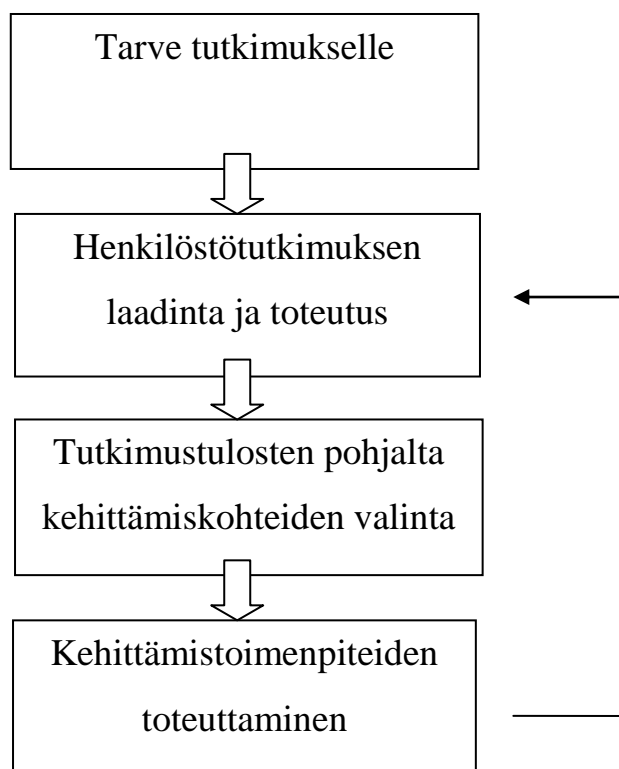 Tarve tutkimukselle
Henkilöstötutkimuksen
laadinta ja toteutus
Tutkimustulosten pohjalta
kehittämiskohteiden valinta
Kehittämistoimenpiteiden
toteuttaminen